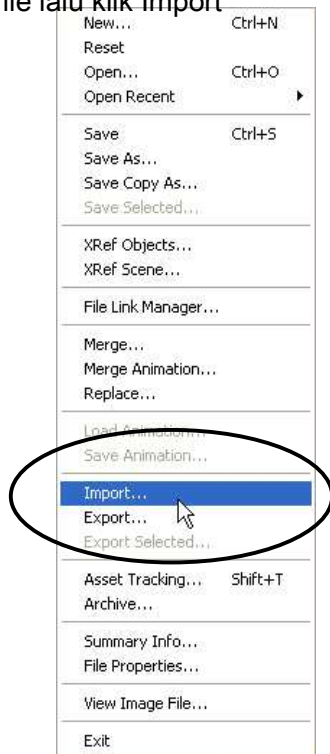 file lalu klik Import
New... Ctrl+N
Reset
Open... Ctrl+O
Open Recent
Save Ctrl+S
Save As...
Save Copy As...
Save Selected...
XRef Objects...
XRef Scene...
File Link Manager...
Merge...
Merge Animation...
Replace...
Load Animation...
Save Animation...
Import...
Export...
Export Selected...
Asset Tracking... Shift+T
Archive...
Summary Info...
File Properties...
View Image File...
Exit